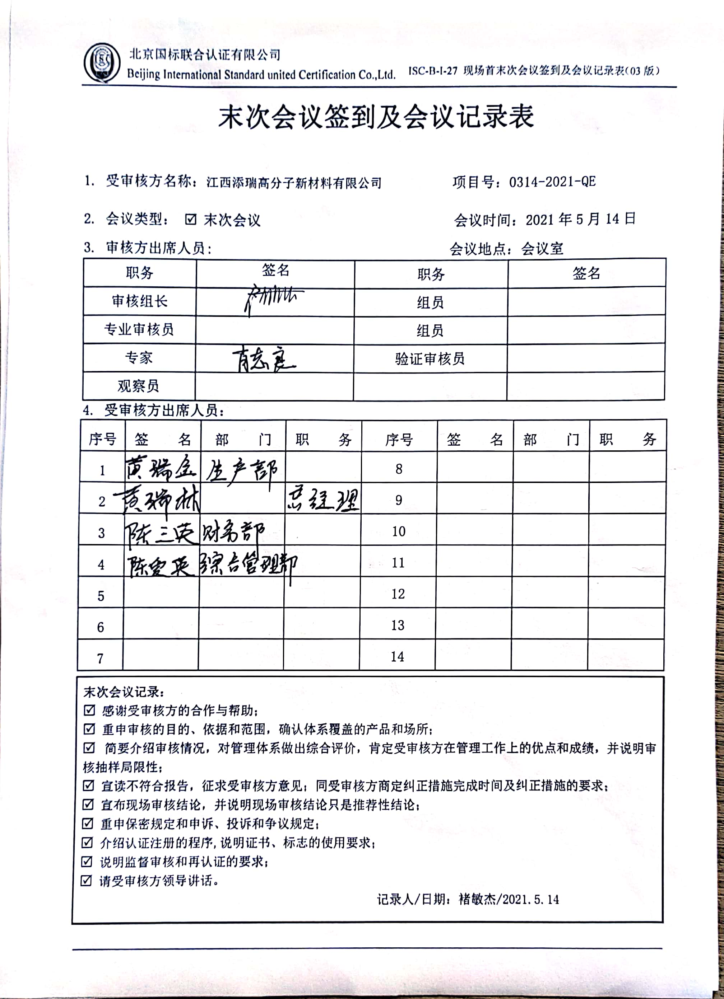 北京国标联合认证有限公司
Beijing International Standard united Certification Co.,Ltd. ISC-B-I-27 现场首末次会议签到及会议记录表(03 版)
末次会议签到及会议记录表
1. 受审核方名称: 江西添瑞高分子新材料有限公司 项目号: 0314-2021-QE
2. 会议类型: ☑ 末次会议 会议时间: 2021 年 5 月 14 日
3. 审核方出席人员: 会议地点: 会议室
职务 签名 职务 签名
审核组长 组员
专业审核员 组员
专家 肖志良 验证审核员
观察员
4. 受审核方出席人员:
序号 签 名 部 门 职 务 序号 签 名 部 门 职 务
1 黄瑞金 生产部 8
2 黄瑞林 总经理 9
3 陈三英 财务部 10
4 陈爱英 综合管理部 11
5 12
6 13
7 14
末次会议记录:
☑ 感谢受审核方的合作与帮助;
☑ 重申审核的目的、依据和范围，确认体系覆盖的产品和场所;
☑ 简要介绍审核情况，对管理体系做出综合评价，肯定受审核方在管理工作上的优点和成绩，并说明审
核抽样局限性;
☑ 宣读不符合报告，征求受审核方意见；同受审核方商定纠正措施完成时间及纠正措施的要求;
☑ 宣布现场审核结论，并说明现场审核结论只是推荐性结论;
☑ 重申保密规定和申诉、投诉和争议规定;
☑ 介绍认证注册的程序,说明证书、标志的使用要求;
☑ 说明监督审核和再认证的要求;
☑ 请受审核方领导讲话。
记录人/日期: 褚敏杰/2021.5.14